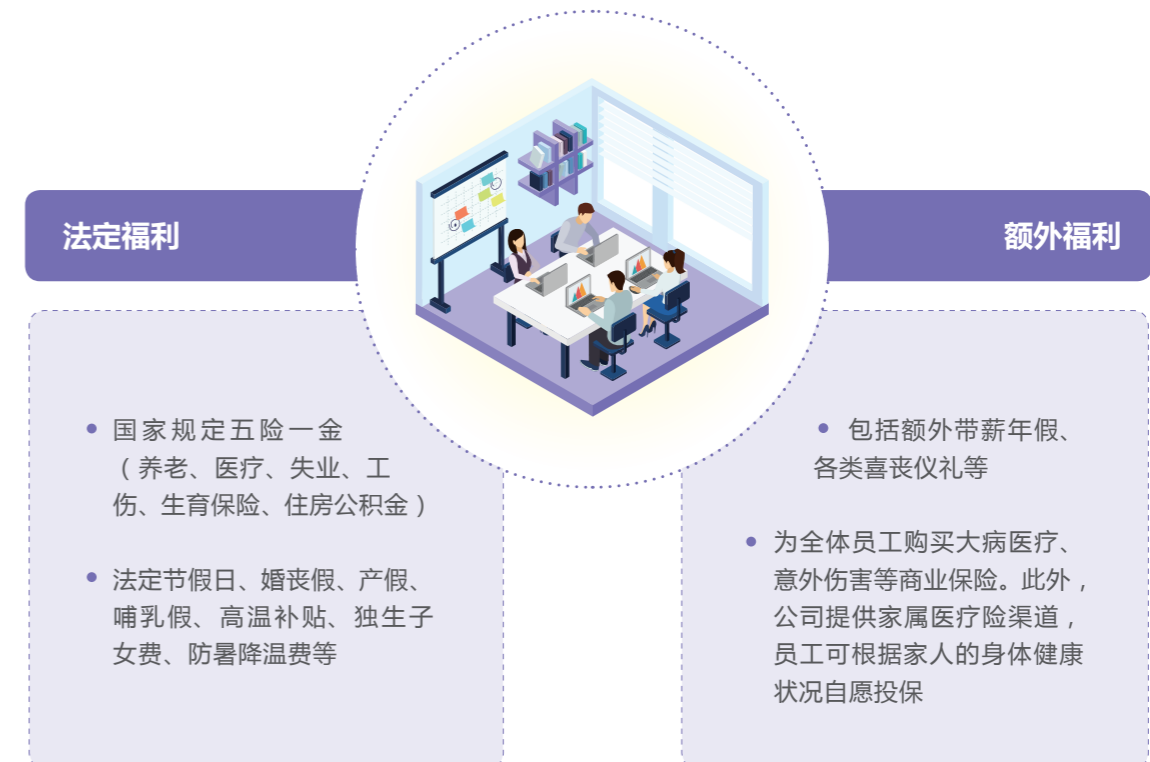 法定福利
国家规定五险一金
（养老、医疗、失业、工
伤、生育保险、住房公积金）
法定节假日、婚丧假、产假、
哺乳假、高温补贴、独生子
女费、防暑降温费等
额外福利
包括额外带薪年假、
各类喜丧仪礼等
为全体员工购买大病医疗、
意外伤害等商业保险。此外，
公司提供家属医疗险渠道，
员工可根据家人的身体健康
状况自愿投保